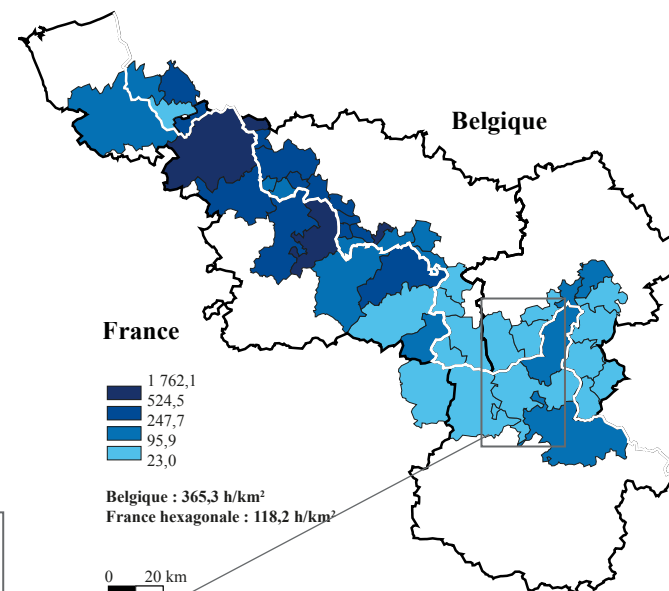 Belgique
France
1 762,1
524,5
247,7
95,9
23,0
Belgique : 365,3 h/km²
France hexagonale : 118,2 h/km²
0 20 km